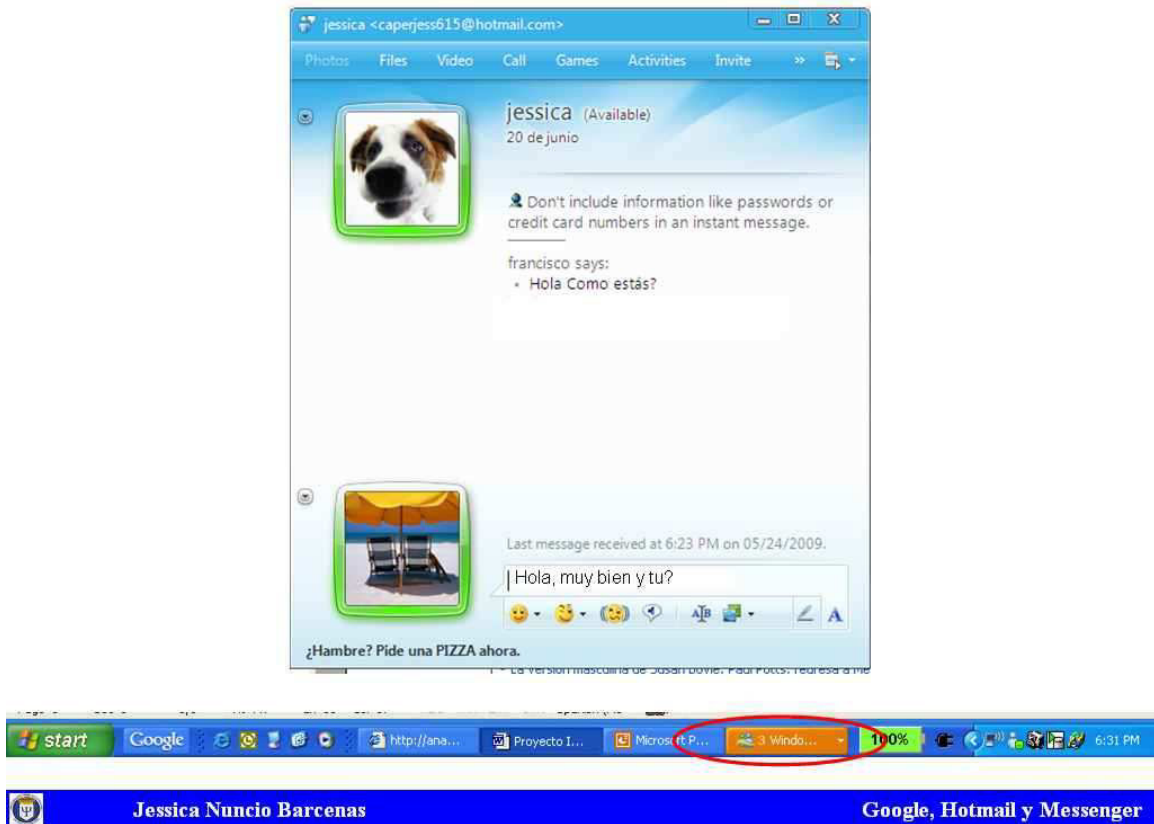 jessica <caperjess615@hotmail.com>
Photos Files Video Call Games Activities Invite »
jessica (Available)
20 de junio
Don't include information like passwords or
credit card numbers in an instant message.
francisco says:
• Hola Como estás?
Last message received at 6:23 PM on 05/24/2009.
Hola, muy bien y tu?
¿Hambre? Pide una PIZZA ahora.
start Google http://ana... Proyecto I... Microsoft P... 3 Windo... 100% 6:31 PM
Jessica Nuncio Barcenas Google, Hotmail y Messenger